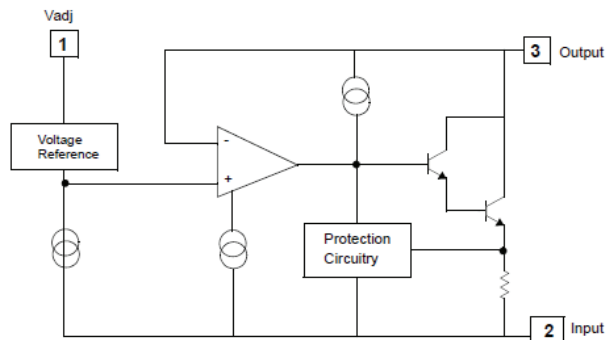 Vadj
1
3 Output
Voltage
Reference
-
+
Protection
Circuitry
2 Input